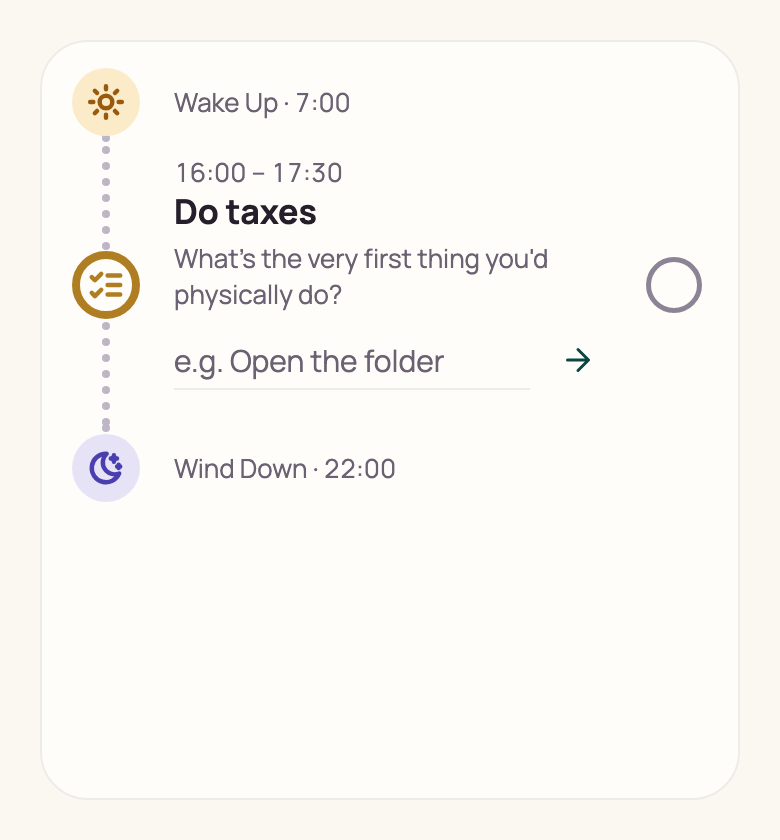 Wake Up · 7:00
16:00 – 17:30
Do taxes
What's the very first thing you'd
physically do?
e.g. Open the folder
Wind Down · 22:00